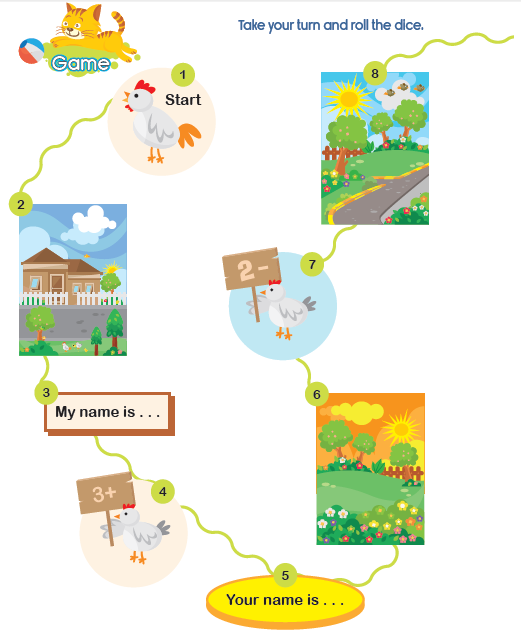 Take your turn and roll the dice.
Game
1
Start
2
3
My name is . . .
4
3+
5
Your name is . . .
6
7
2-
8